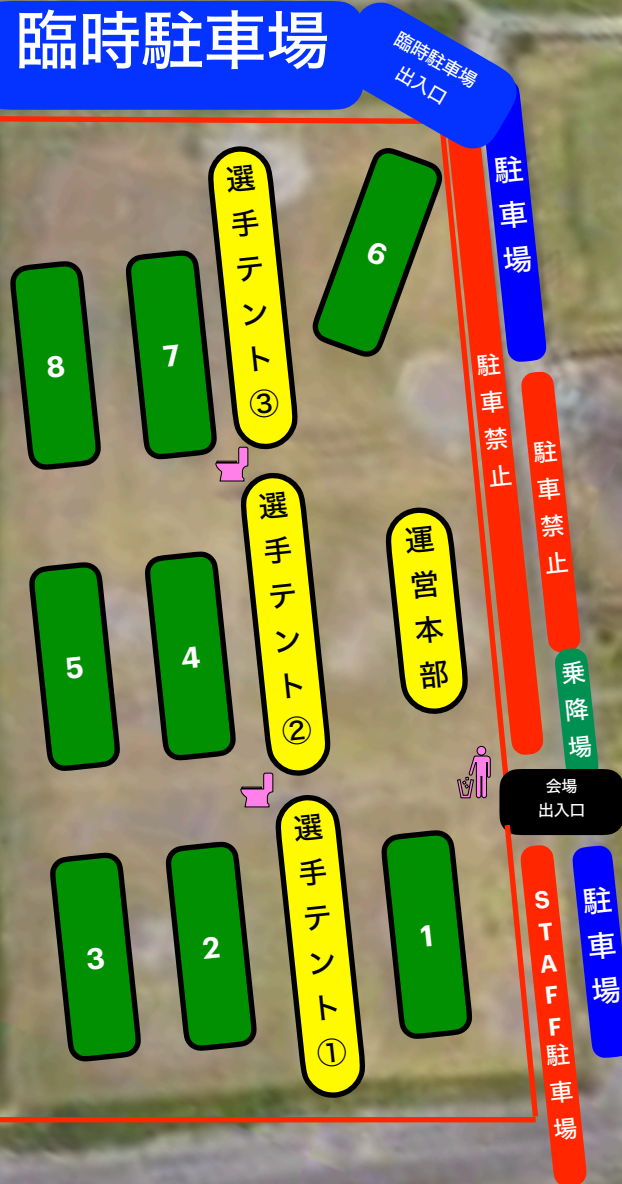 臨時駐車場
臨時駐車場
出入口
駐車場
選手テント③
6
8
7
駐車禁止
駐車禁止
選手テント②
運営本部
5
4
乗降場
会場
出入口
選手テント①
3
2
1
STAFF駐車場
駐車場